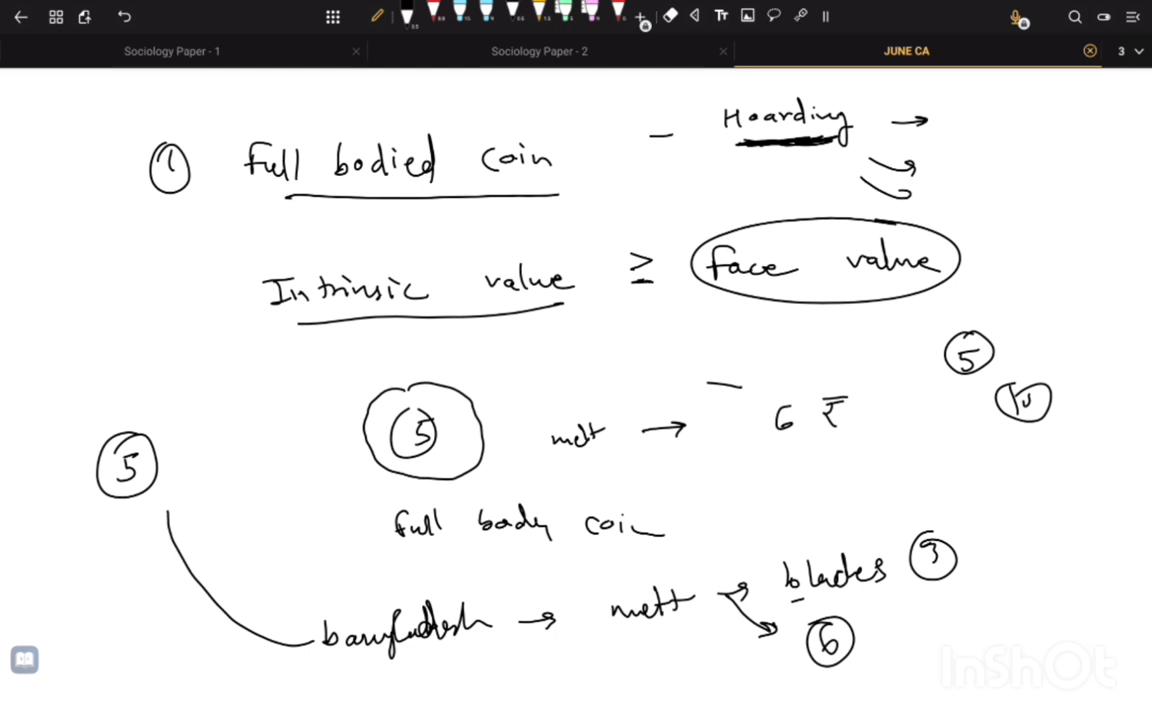 Sociology Paper - 1
Sociology Paper - 2
JUNE CA
3
① Full bodied coin - Hoarding →
Intrinsic value ≥ face value
5
10
5 melt → 6 ₹
5
full body coin
bangladesh → melt → blades
6
InShOt